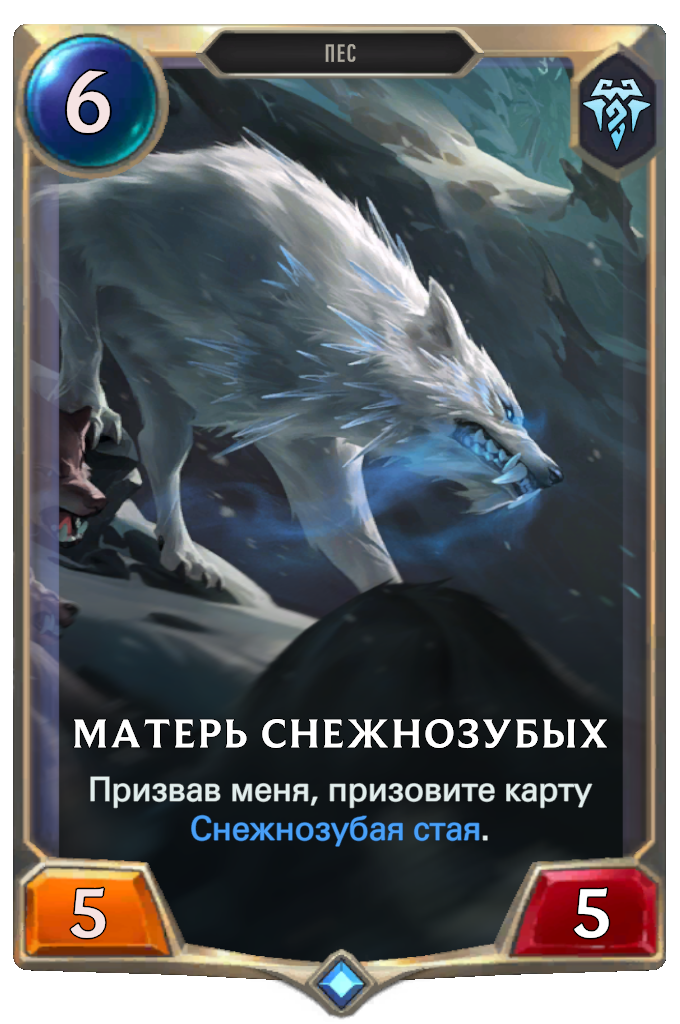 6
ПЕС
МАТЕРЬ СНЕЖНОЗУБЫХ
Призвав меня, призовите карту
Снежнозубая стая.
5
5